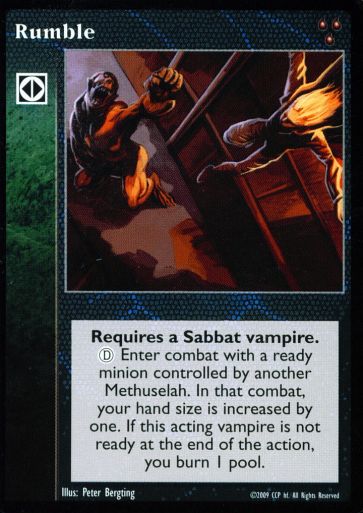 Rumble
Requires a Sabbat vampire.
Ⓓ Enter combat with a ready
minion controlled by another
Methuselah. In that combat,
your hand size is increased by
one. If this acting vampire is not
ready at the end of the action,
you burn 1 pool.
Illus: Peter Bergting
©2009 CCP hf. All Rights Reserved